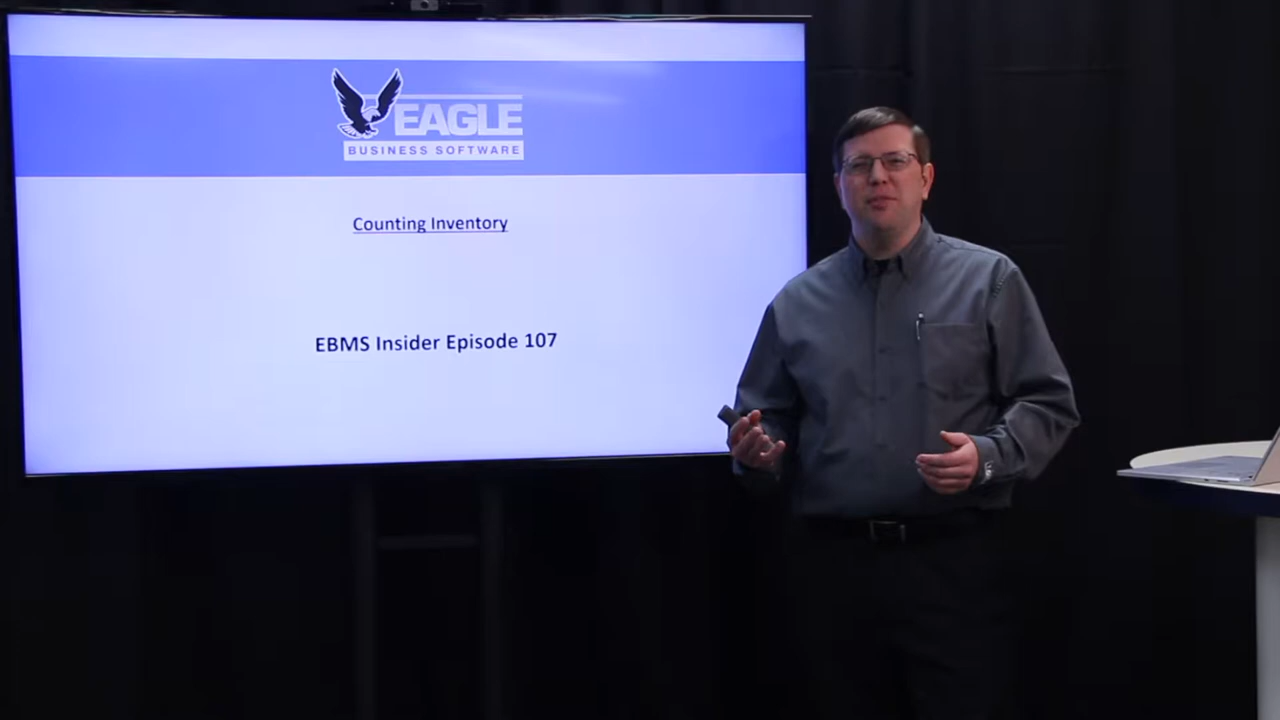 EAGLE
BUSINESS SOFTWARE
Counting Inventory
EBMS Insider Episode 107